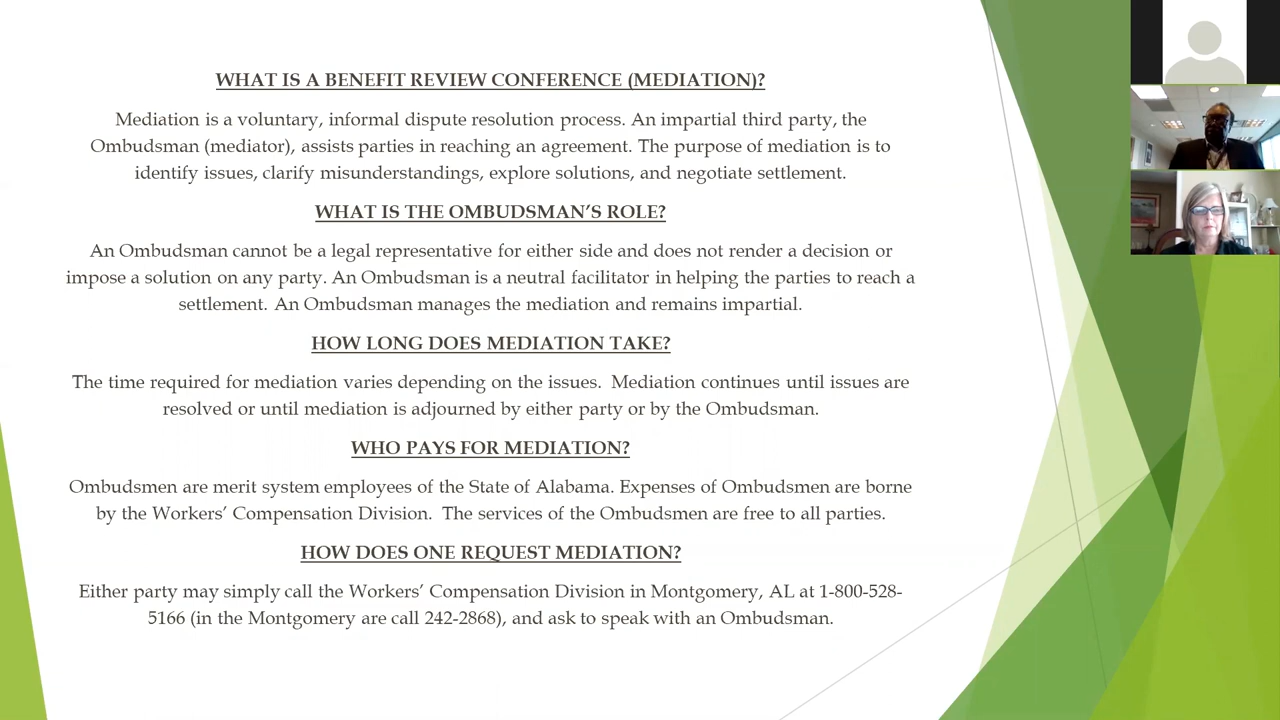 WHAT IS A BENEFIT REVIEW CONFERENCE (MEDIATION)?
Mediation is a voluntary, informal dispute resolution process. An impartial third party, the
Ombudsman (mediator), assists parties in reaching an agreement. The purpose of mediation is to
identify issues, clarify misunderstandings, explore solutions, and negotiate settlement.
WHAT IS THE OMBUDSMAN’S ROLE?
An Ombudsman cannot be a legal representative for either side and does not render a decision or
impose a solution on any party. An Ombudsman is a neutral facilitator in helping the parties to reach a
settlement. An Ombudsman manages the mediation and remains impartial.
HOW LONG DOES MEDIATION TAKE?
The time required for mediation varies depending on the issues. Mediation continues until issues are
resolved or until mediation is adjourned by either party or by the Ombudsman.
WHO PAYS FOR MEDIATION?
Ombudsmen are merit system employees of the State of Alabama. Expenses of Ombudsmen are borne
by the Workers’ Compensation Division. The services of the Ombudsmen are free to all parties.
HOW DOES ONE REQUEST MEDIATION?
Either party may simply call the Workers’ Compensation Division in Montgomery, AL at 1-800-528-
5166 (in the Montgomery are call 242-2868), and ask to speak with an Ombudsman.